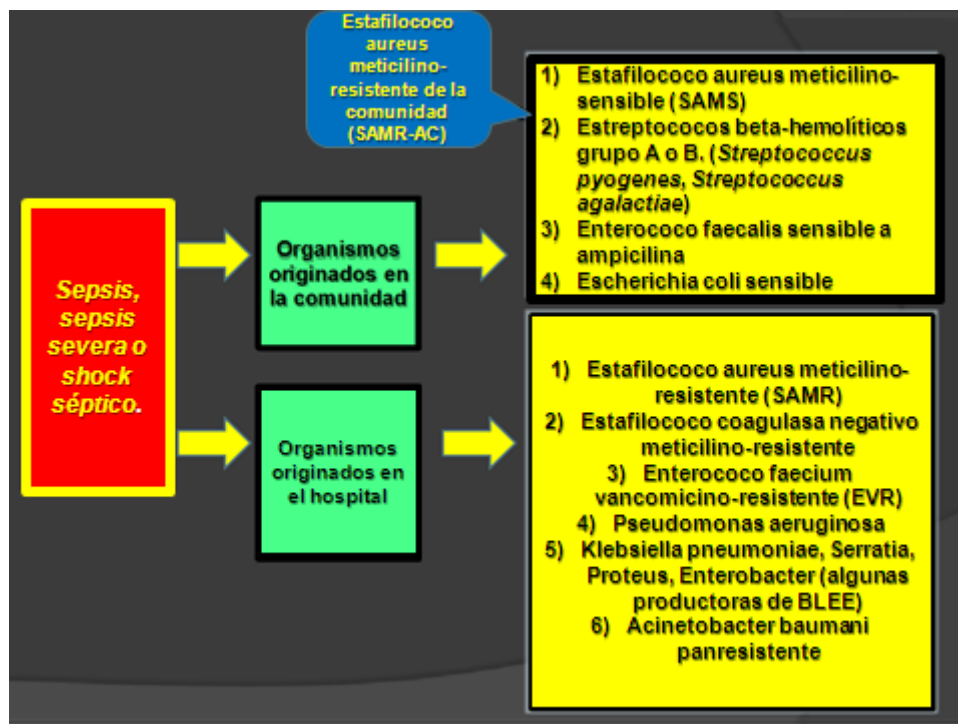 Estafilococo
aureus
meticilino-
resistente de la
comunidad
(SAMR-AC)
1) Estafilococo aureus meticilino-
sensible (SAMS)
2) Estreptococos beta-hemolíticos
grupo A o B. (Streptococcus
pyogenes, Streptococcus
agalactiae)
3) Enterococo faecalis sensible a
ampicilina
4) Escherichia coli sensible
Organismos
originados en
la comunidad
Sepsis,
sepsis
severa o
shock
séptico.
Organismos
originados en
el hospital
1) Estafilococo aureus meticilino-
resistente (SAMR)
2) Estafilococo coagulasa negativo
meticilino-resistente
3) Enterococo faecium
vancomicino-resistente (EVR)
4) Pseudomonas aeruginosa
5) Klebsiella pneumoniae, Serratia,
Proteus, Enterobacter (algunas
productoras de BLEE)
6) Acinetobacter baumani
panresistente